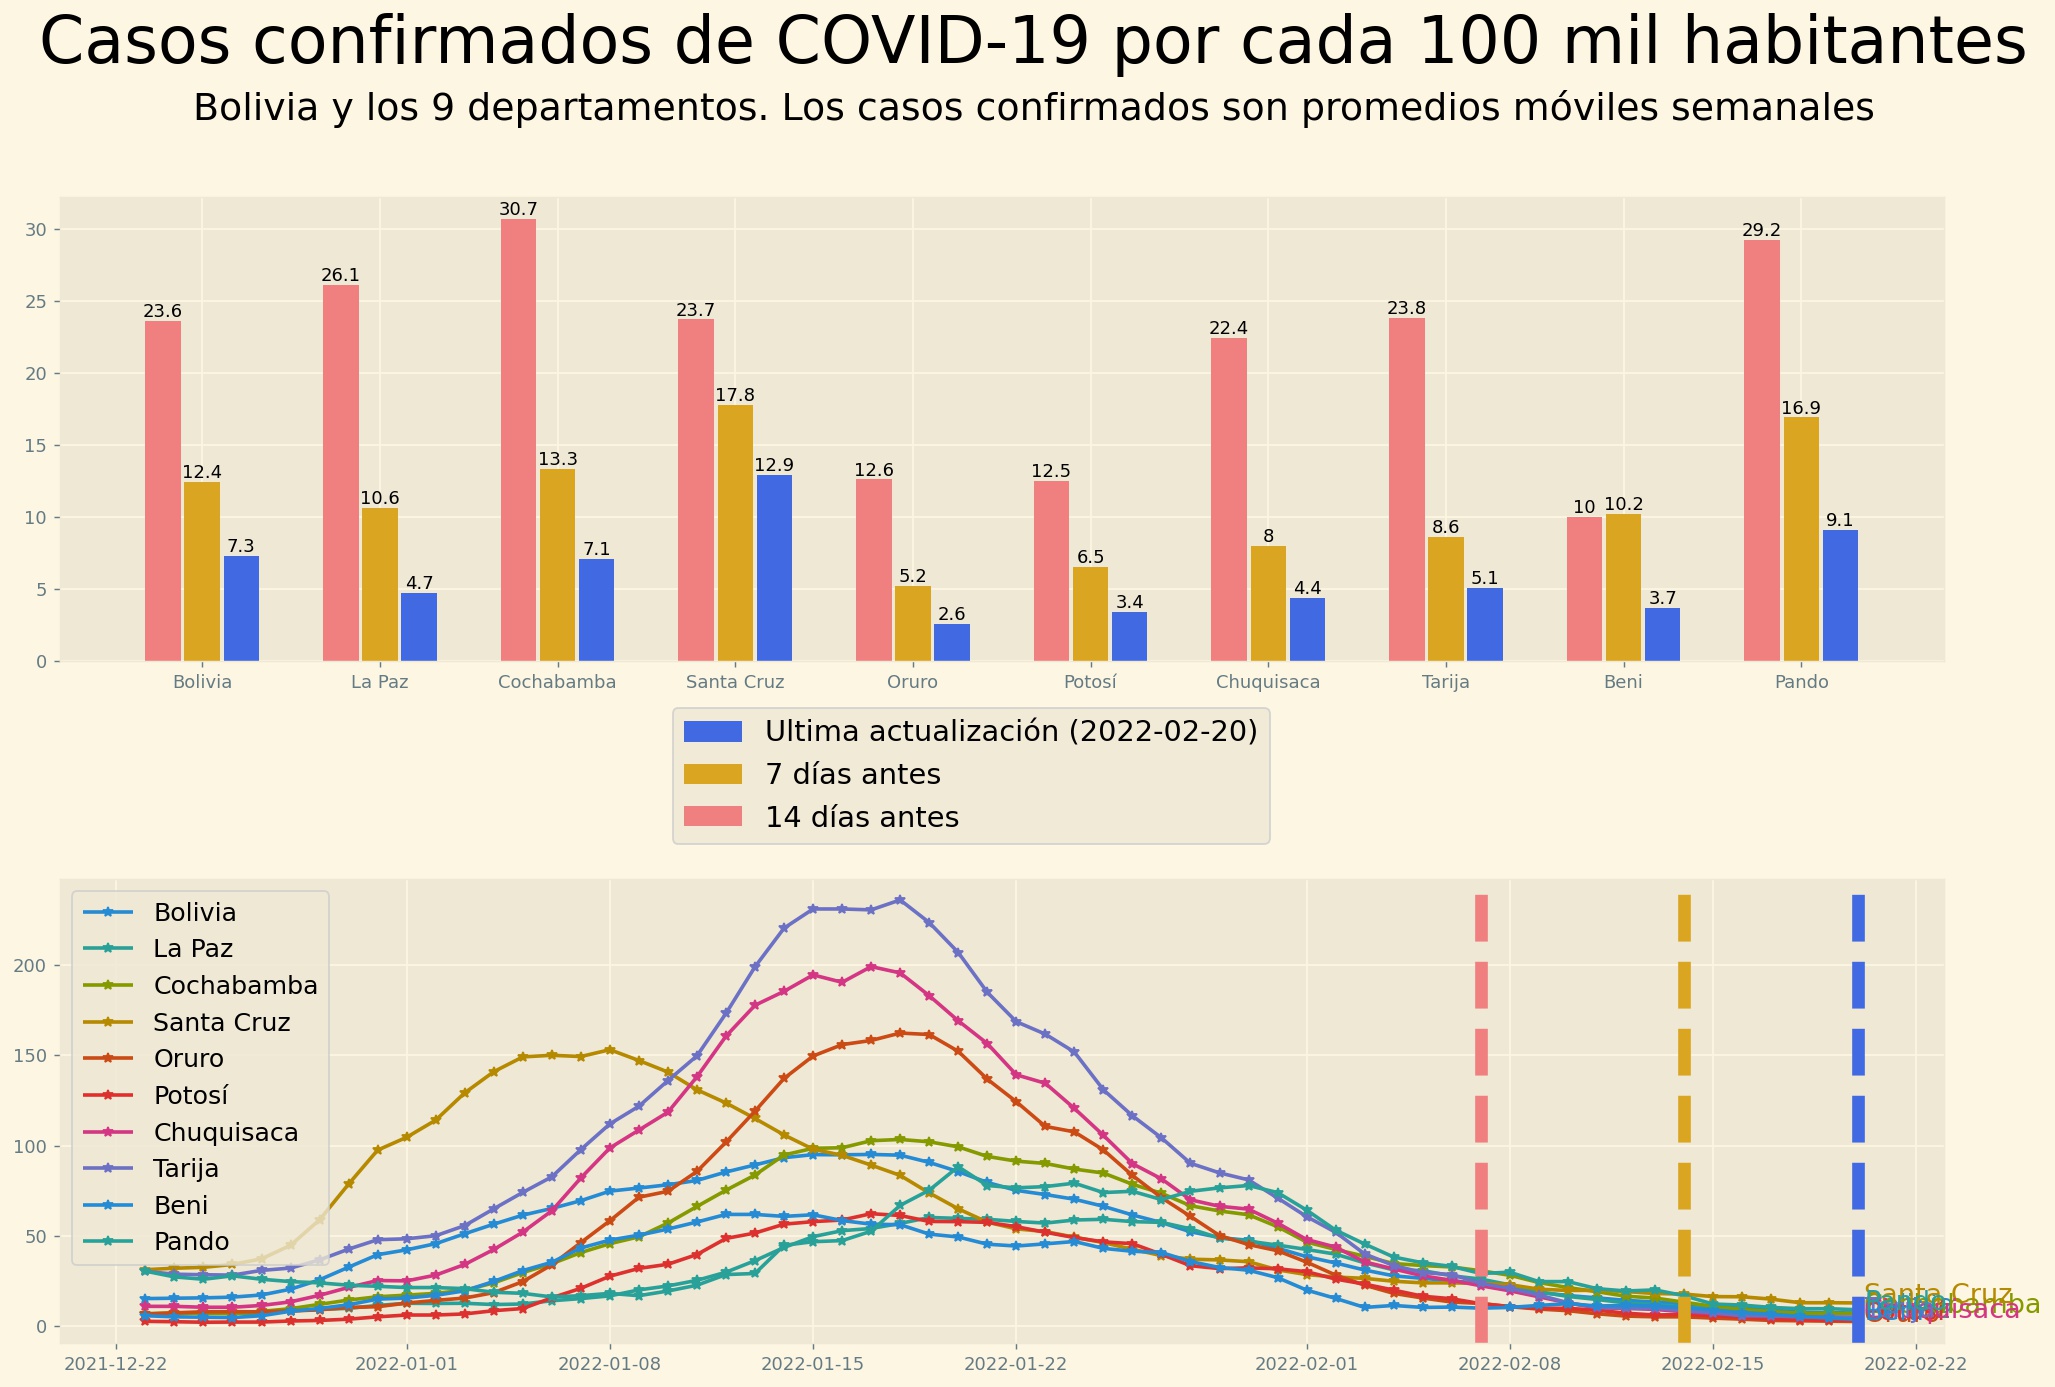 Casos confirmados de COVID-19 por cada 100 mil habitantes
Bolivia y los 9 departamentos. Los casos confirmados son promedios móviles semanales
30
25
20
15
10
5
0
23.6 12.4 7.3
26.1 10.6 4.7
30.7 13.3 7.1
23.7 17.8 12.9
12.6 5.2 2.6
12.5 6.5 3.4
22.4 8 4.4
23.8 8.6 5.1
10 10.2 3.7
29.2 16.9 9.1
Bolivia La Paz Cochabamba Santa Cruz Oruro Potosí Chuquisaca Tarija Beni Pando
Ultima actualización (2022-02-20)
7 días antes
14 días antes
200
150
100
50
0
Bolivia
La Paz
Cochabamba
Santa Cruz
Oruro
Potosí
Chuquisaca
Tarija
Beni
Pando
Santa Cruz
2021-12-22 2022-01-01 2022-01-08 2022-01-15 2022-01-22 2022-02-01 2022-02-08 2022-02-15 2022-02-22